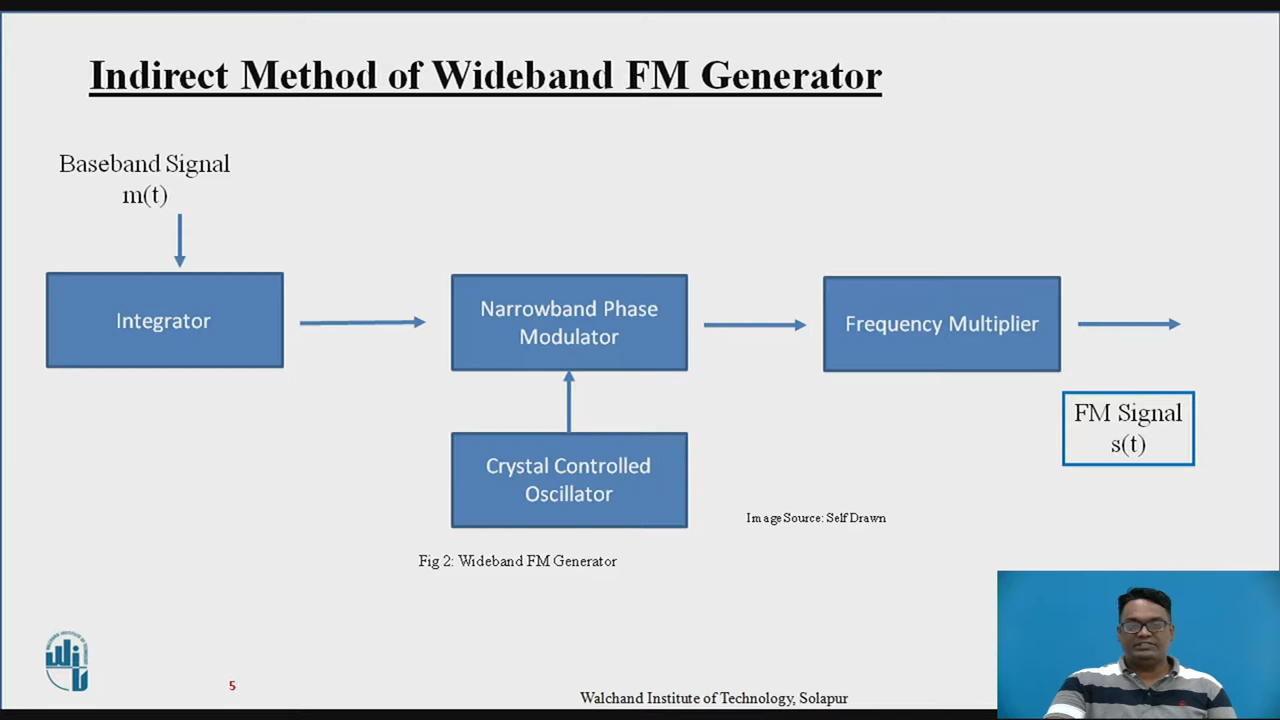 Indirect Method of Wideband FM Generator
Baseband Signal
m(t)
Integrator
Narrowband Phase
Modulator
Frequency Multiplier
Crystal Controlled
Oscillator
FM Signal
s(t)
Image Source: Self Drawn
Fig 2: Wideband FM Generator
5
Walchand Institute of Technology, Solapur